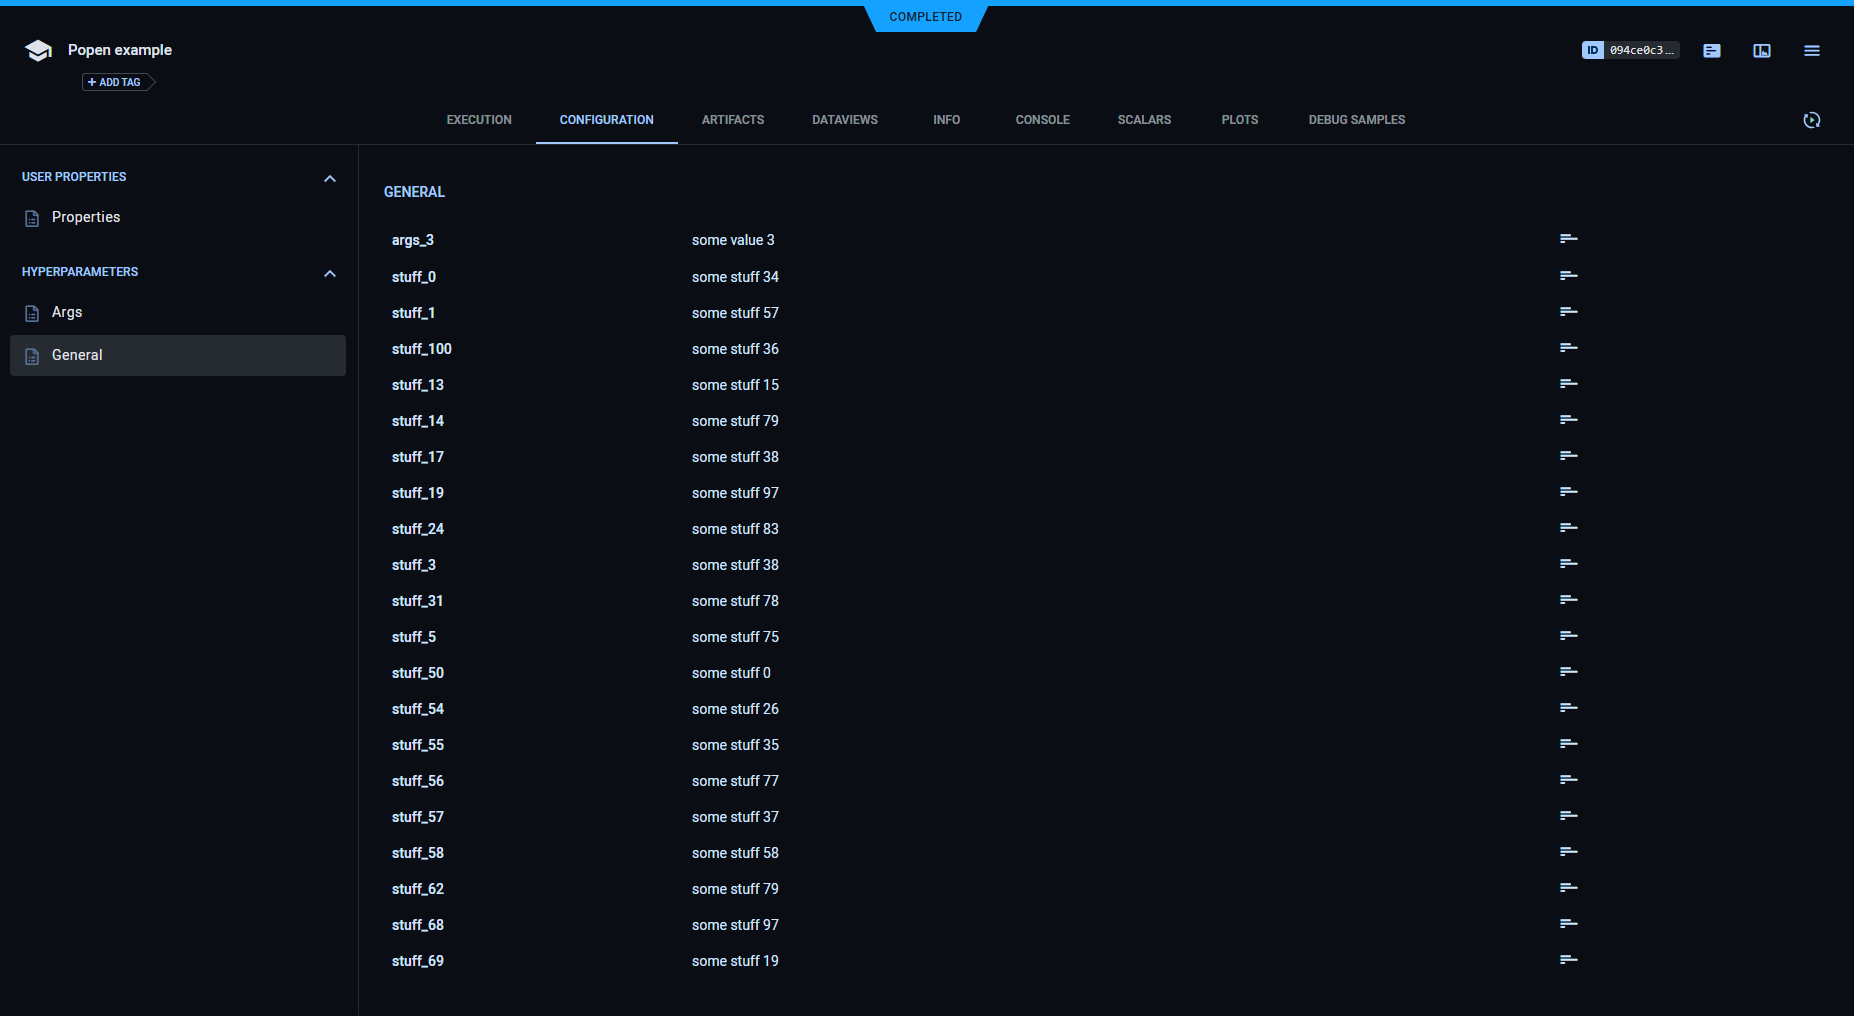 COMPLETED
Popen example
ID 094ce0c3...
+ ADD TAG
EXECUTION CONFIGURATION ARTIFACTS DATAVIEWS INFO CONSOLE SCALARS PLOTS DEBUG SAMPLES
USER PROPERTIES
Properties
HYPERPARAMETERS
Args
General
GENERAL
args_3 some value 3
stuff_0 some stuff 34
stuff_1 some stuff 57
stuff_100 some stuff 36
stuff_13 some stuff 15
stuff_14 some stuff 79
stuff_17 some stuff 38
stuff_19 some stuff 97
stuff_24 some stuff 83
stuff_3 some stuff 38
stuff_31 some stuff 78
stuff_5 some stuff 75
stuff_50 some stuff 0
stuff_54 some stuff 26
stuff_55 some stuff 35
stuff_56 some stuff 77
stuff_57 some stuff 37
stuff_58 some stuff 58
stuff_62 some stuff 79
stuff_68 some stuff 97
stuff_69 some stuff 19